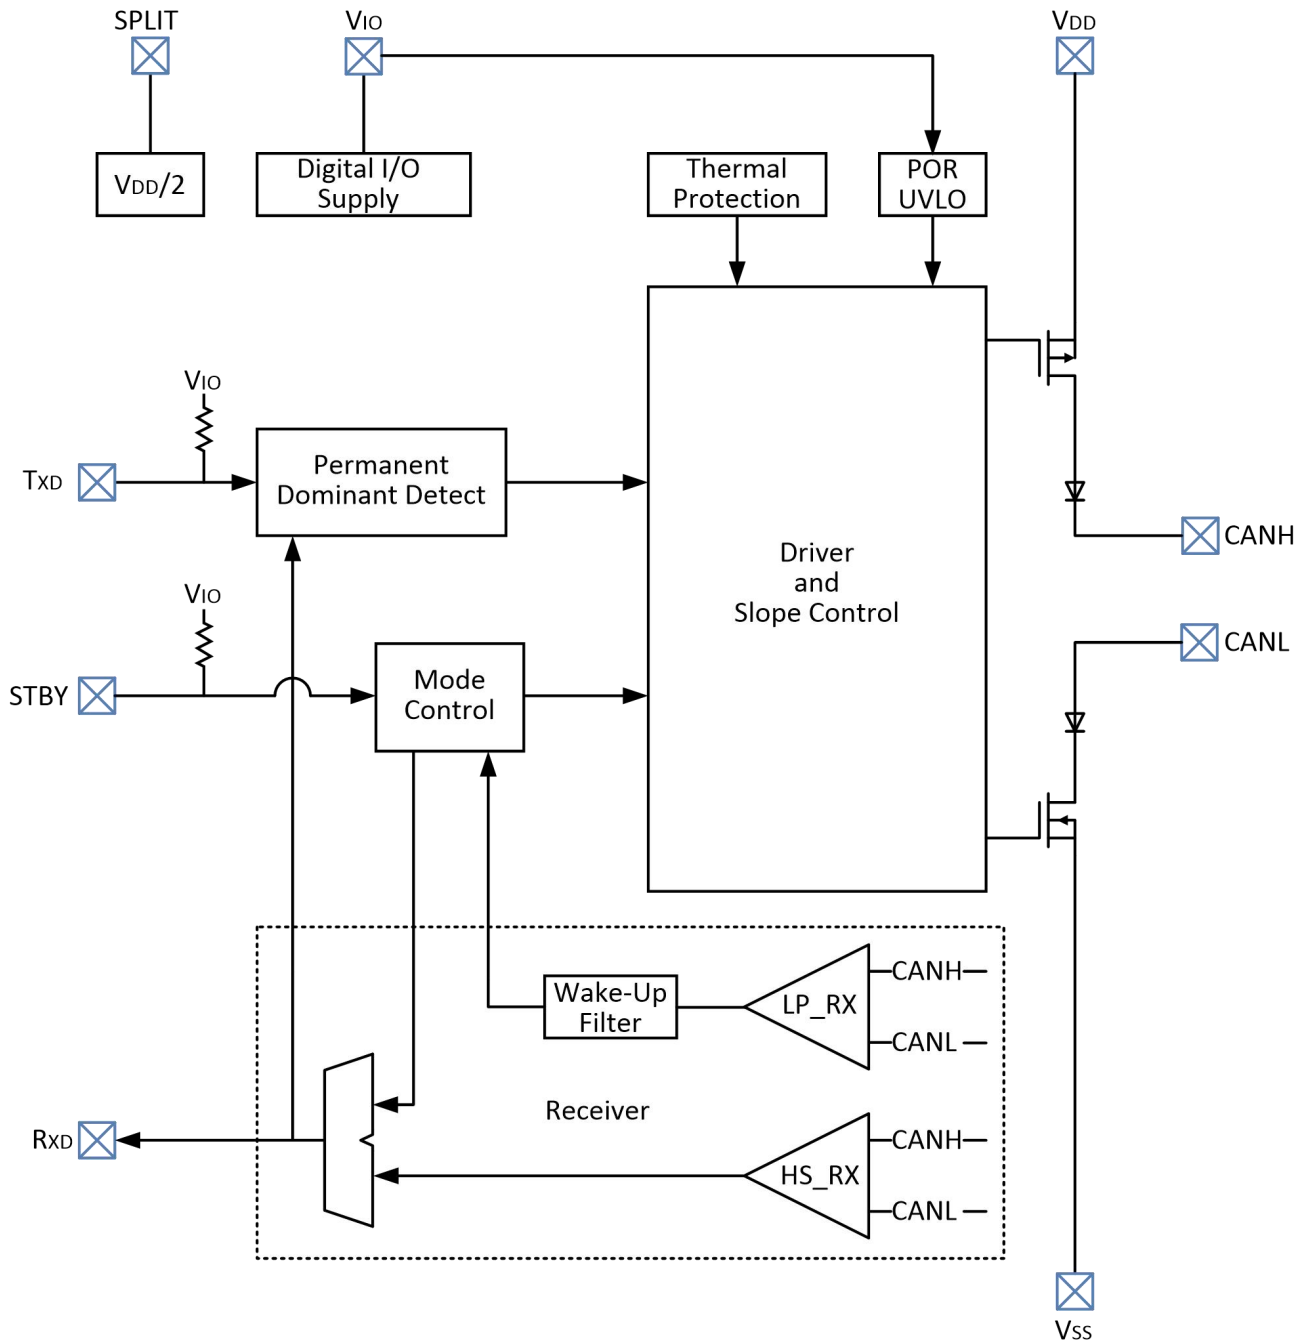 SPLIT
VIO
VDD
VDD/2
Digital I/O
Supply
Thermal
Protection
POR
UVLO
VIO
TXD
Permanent
Dominant Detect
CANH
Driver
and
Slope Control
VIO
CANL
STBY
Mode
Control
Wake-Up
Filter
LP_RX
CANH
CANL
Receiver
RXD
HS_RX
CANH
CANL
VSS